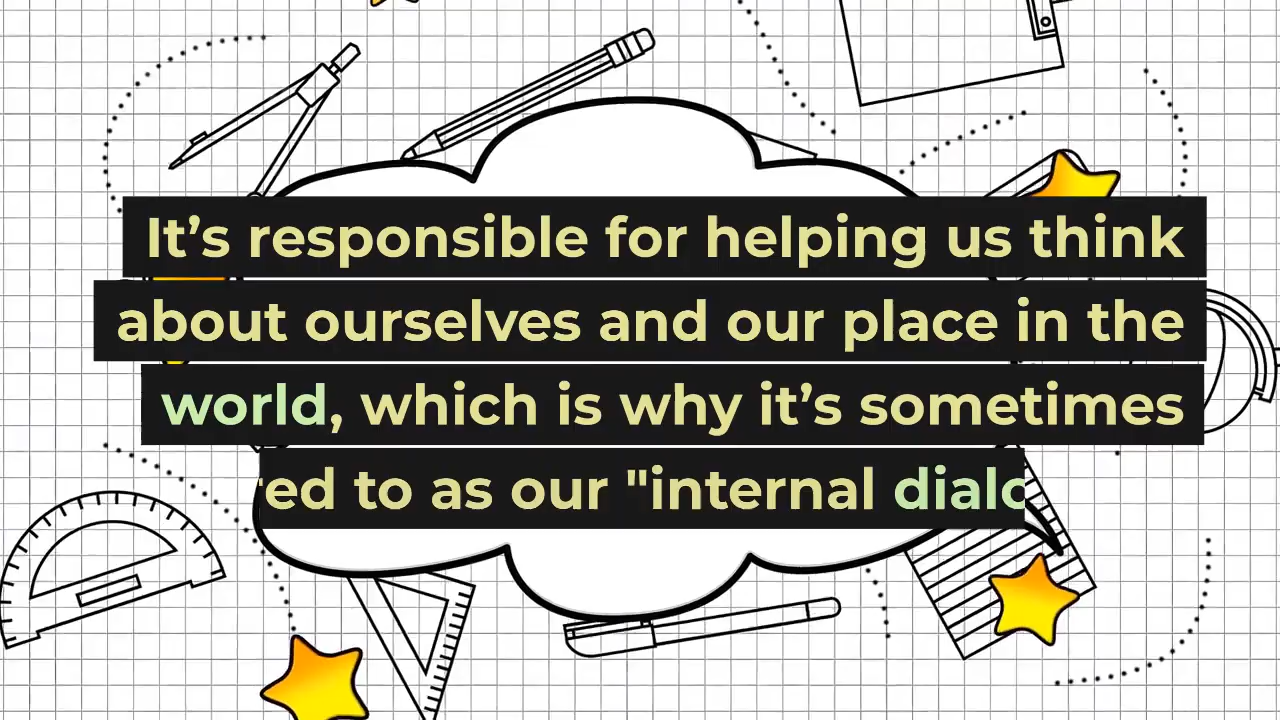 It’s responsible for helping us think
about ourselves and our place in the
world, which is why it’s sometimes
to as our "internal